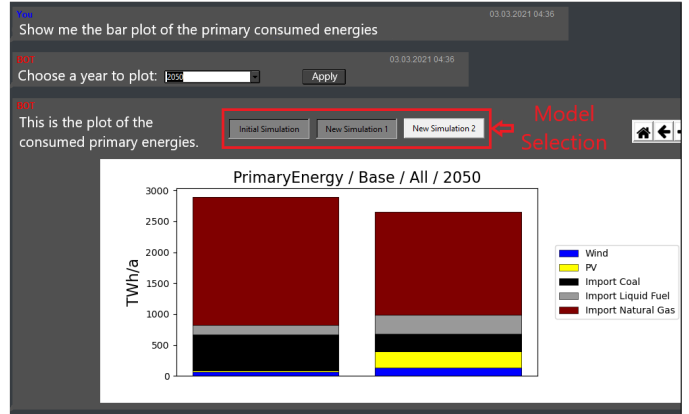 You
03.03.2021 04:36
Show me the bar plot of the primary consumed energies
BOT
03.03.2021 04:36
Choose a year to plot: 2050 Apply
BOT
This is the plot of the
consumed primary energies.
Initial Simulation New Simulation 1 New Simulation 2
Model
Selection
PrimaryEnergy / Base / All / 2050
TWh/a
3000
2500
2000
1500
1000
500
0
Wind
PV
Import Coal
Import Liquid Fuel
Import Natural Gas